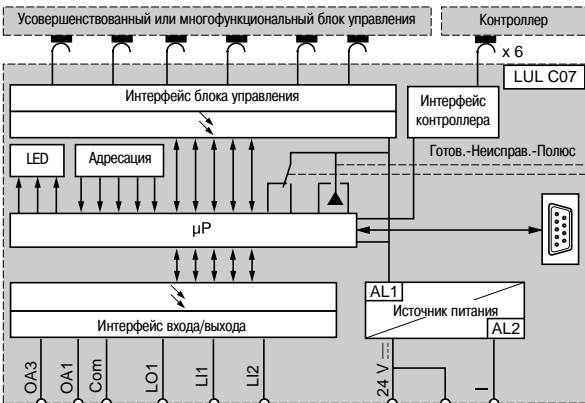 Усовершенствованный или многофункциональный блок управления
Контроллер
x 6
LUL C07
Интерфейс блока управления
Интерфейс
контроллера
Готов.-Неисправ.-Полюс
LED
Адресация
µP
AL1
Источник питания
AL2
Интерфейс входа/выхода
OA3
OA1
Com
LO1
LI1
LI2
24 V
I